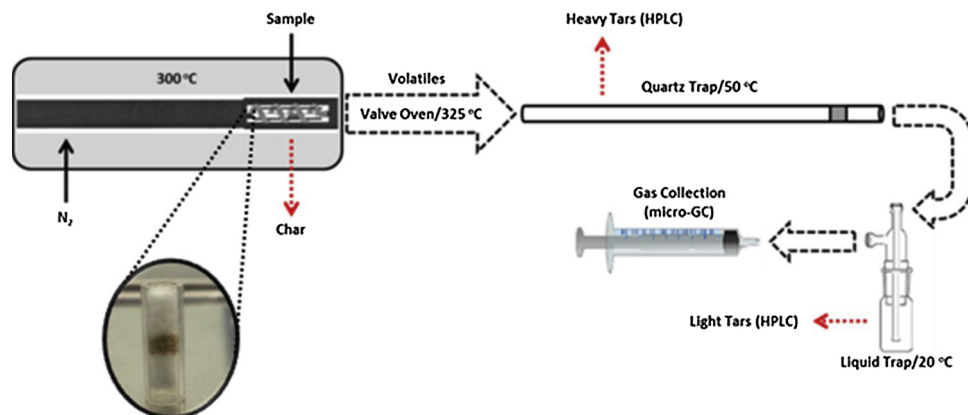 Sample
300 °C
N2
Char
Volatiles
Valve Oven/325 °C
Heavy Tars (HPLC)
Quartz Trap/50 °C
Gas Collection
(micro-GC)
Light Tars (HPLC)
Liquid Trap/20 °C